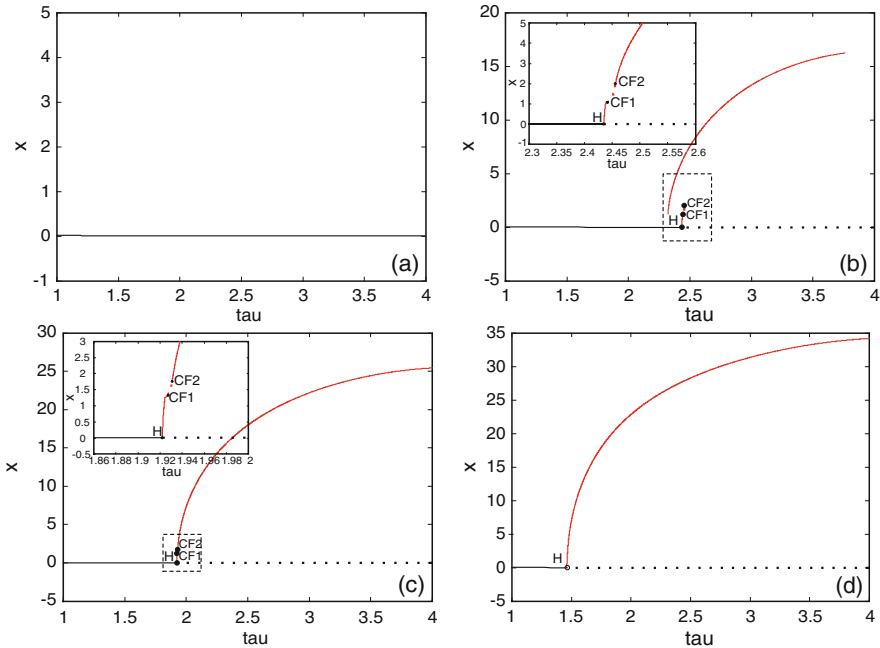 5
4
3
2
1
0
-1
x
1 1.5 2 2.5 3 3.5 4
tau
(a)
20
15
10
5
0
-5
x
1 1.5 2 2.5 3 3.5 4
tau
(b)
H
CF1
CF2
5
4
3
2
1
0
-1
x
2.3 2.35 2.4 2.45 2.5 2.55 2.6
tau
H
CF1
CF2
30
25
20
15
10
5
0
-5
x
1 1.5 2 2.5 3 3.5 4
tau
(c)
H
CF1
CF2
3
2.5
2
1.5
1
0.5
0
-0.5
x
1.86 1.88 1.9 1.92 1.94 1.96 1.98 2
tau
H
CF1
CF2
35
30
25
20
15
10
5
0
-5
x
1 1.5 2 2.5 3 3.5 4
tau
(d)
H